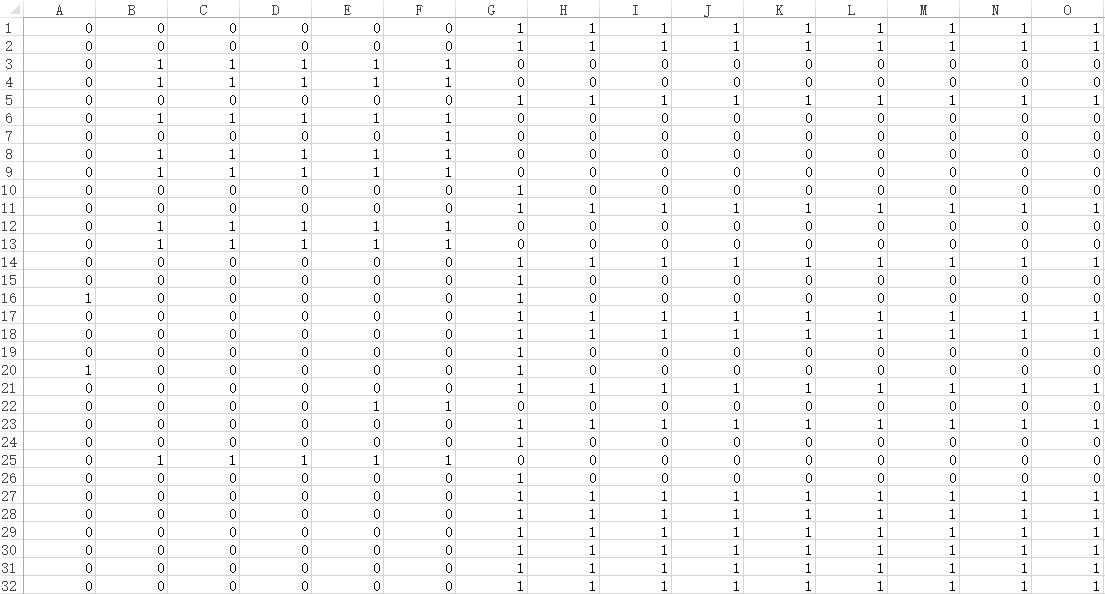 A B C D E F G H I J K L M N O
1 0 0 0 0 0 0 1 1 1 1 1 1 1 1 1
2 0 0 0 0 0 0 1 1 1 1 1 1 1 1 1
3 0 1 1 1 1 1 0 0 0 0 0 0 0 0 0
4 0 1 1 1 1 1 0 0 0 0 0 0 0 0 0
5 0 0 0 0 0 0 1 1 1 1 1 1 1 1 1
6 0 1 1 1 1 1 0 0 0 0 0 0 0 0 0
7 0 0 0 0 0 1 0 0 0 0 0 0 0 0 0
8 0 1 1 1 1 1 0 0 0 0 0 0 0 0 0
9 0 1 1 1 1 1 0 0 0 0 0 0 0 0 0
10 0 0 0 0 0 0 1 0 0 0 0 0 0 0 0
11 0 0 0 0 0 0 1 1 1 1 1 1 1 1 1
12 0 1 1 1 1 1 0 0 0 0 0 0 0 0 0
13 0 1 1 1 1 1 0 0 0 0 0 0 0 0 0
14 0 0 0 0 0 0 1 1 1 1 1 1 1 1 1
15 0 0 0 0 0 0 1 0 0 0 0 0 0 0 0
16 1 0 0 0 0 0 1 0 0 0 0 0 0 0 0
17 0 0 0 0 0 0 1 1 1 1 1 1 1 1 1
18 0 0 0 0 0 0 1 1 1 1 1 1 1 1 1
19 0 0 0 0 0 0 1 0 0 0 0 0 0 0 0
20 1 0 0 0 0 0 1 0 0 0 0 0 0 0 0
21 0 0 0 0 0 0 1 1 1 1 1 1 1 1 1
22 0 0 0 0 1 1 0 0 0 0 0 0 0 0 0
23 0 0 0 0 0 0 1 1 1 1 1 1 1 1 1
24 0 0 0 0 0 0 1 0 0 0 0 0 0 0 0
25 0 1 1 1 1 1 0 0 0 0 0 0 0 0 0
26 0 0 0 0 0 0 1 0 0 0 0 0 0 0 0
27 0 0 0 0 0 0 1 1 1 1 1 1 1 1 1
28 0 0 0 0 0 0 1 1 1 1 1 1 1 1 1
29 0 0 0 0 0 0 1 1 1 1 1 1 1 1 1
30 0 0 0 0 0 0 1 1 1 1 1 1 1 1 1
31 0 0 0 0 0 0 1 1 1 1 1 1 1 1 1
32 0 0 0 0 0 0 1 1 1 1 1 1 1 1 1